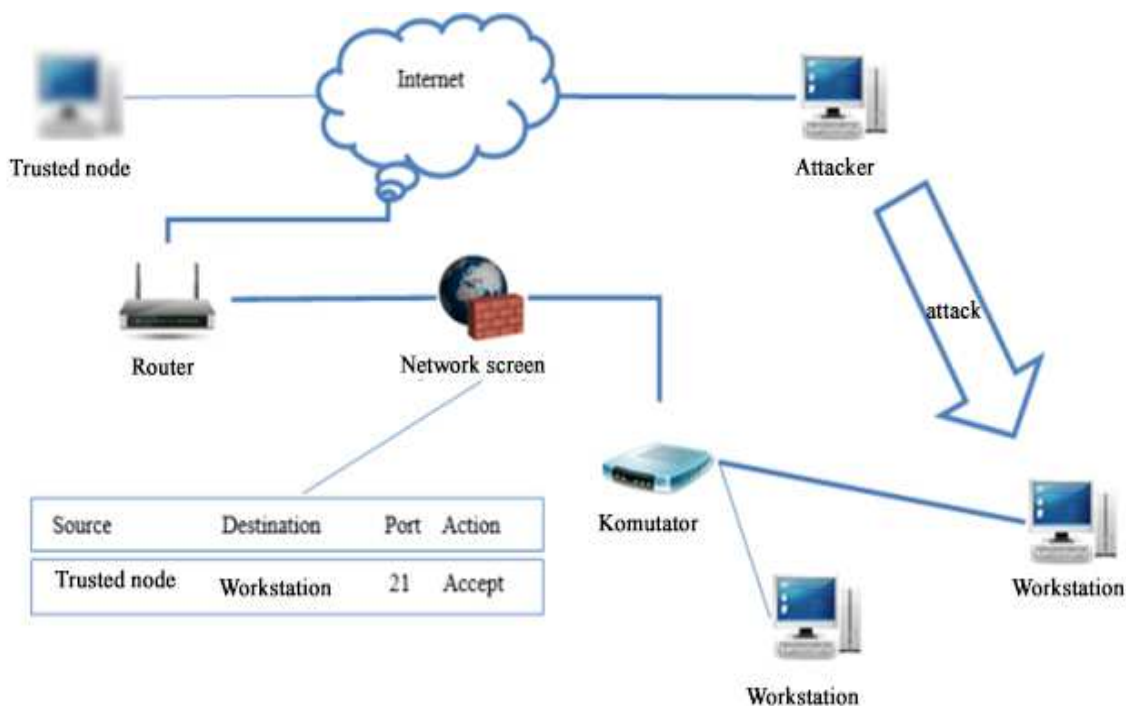 Internet
Trusted node
Attacker
attack
Router
Network screen
Komutator
Source Destination Port Action
Trusted node Workstation 21 Accept
Workstation
Workstation